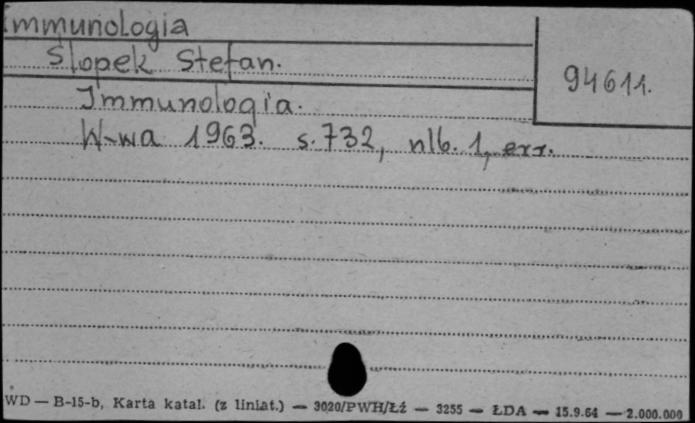 Immunologia
Slopek Stefan.
94611.
Immunologia.
W-wa 1963. s. 732, nlb. 1, err.
WD — B-15-b, Karta katal. (z liniat.) — 3020/PWH/Łź — 3255 — ŁDA — 15.9.64 — 2.000.000